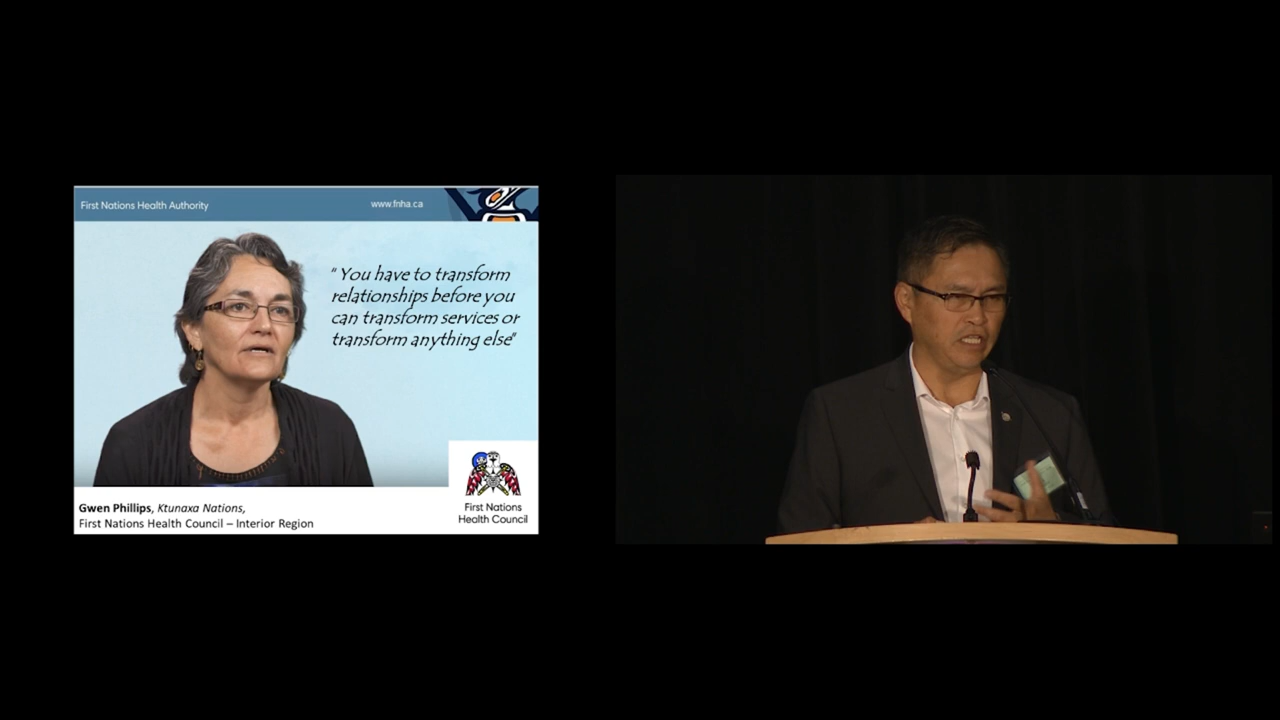 First Nations Health Authority
www.fnha.ca
“ You have to transform
relationships before you
can transform services or
transform anything else”
Gwen Phillips, Ktunaxa Nations,
First Nations Health Council – Interior Region
First Nations
Health Council